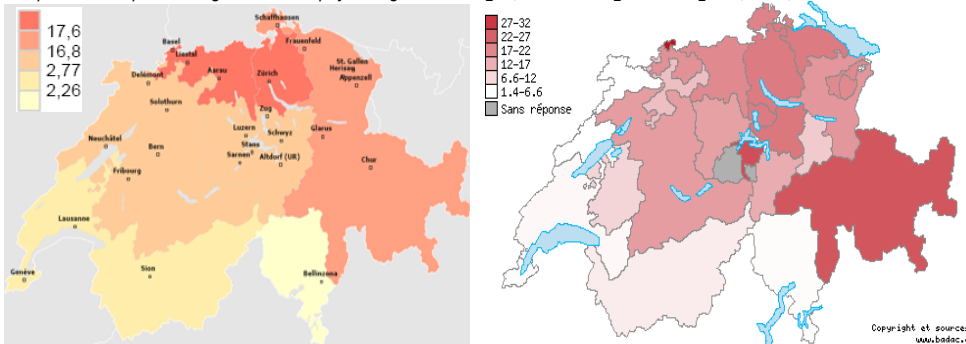 17,6
16,8
2,77
2,26
Schaffhausen
Basel
Liestal
Frauenfeld
Delémont
Aarau
Zürich
St. Gallen
Herisau
Appenzell
Solothurn
Zug
Luzern
Schwyz
Glarus
Neuchâtel
Bern
Stans
Sarnen
Altdorf (UR)
Chur
Fribourg
Lausanne
Genève
Sion
Bellinzona
27-32
22-27
17-22
12-17
6.6-12
1.4-6.6
Sans réponse
Copyright et source:
www.badac.